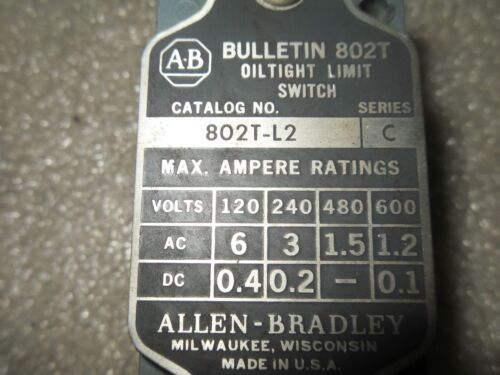 A-B
BULLETIN 802T
OILTIGHT LIMIT
SWITCH
CATALOG NO. SERIES
802T-L2 C
MAX. AMPERE RATINGS
VOLTS 120 240 480 600
AC 6 3 1.5 1.2
DC 0.4 0.2 — 0.1
ALLEN-BRADLEY
MILWAUKEE, WISCONSIN
MADE IN U.S.A.